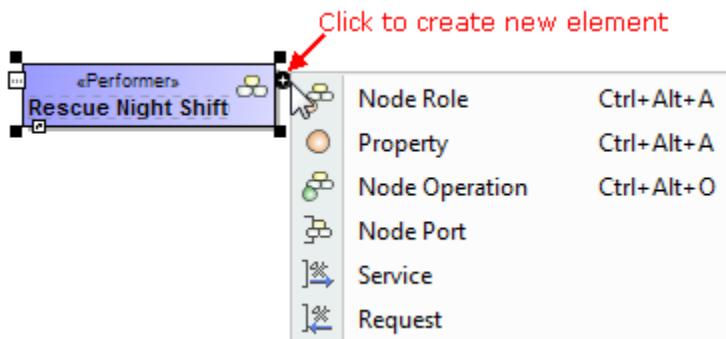 Click to create new element
«Performer»
Rescue Night Shift
Node Role Ctrl+Alt+A
Property Ctrl+Alt+A
Node Operation Ctrl+Alt+O
Node Port
Service
Request